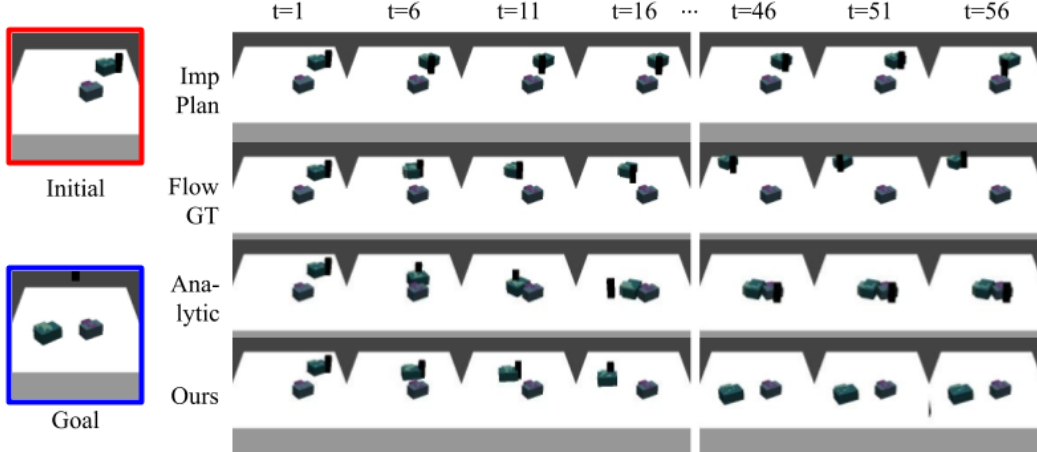 t=1 t=6 t=11 t=16 ... t=46 t=51 t=56
Imp
Plan
Initial
Flow
GT
Ana-
lytic
Ours
Goal